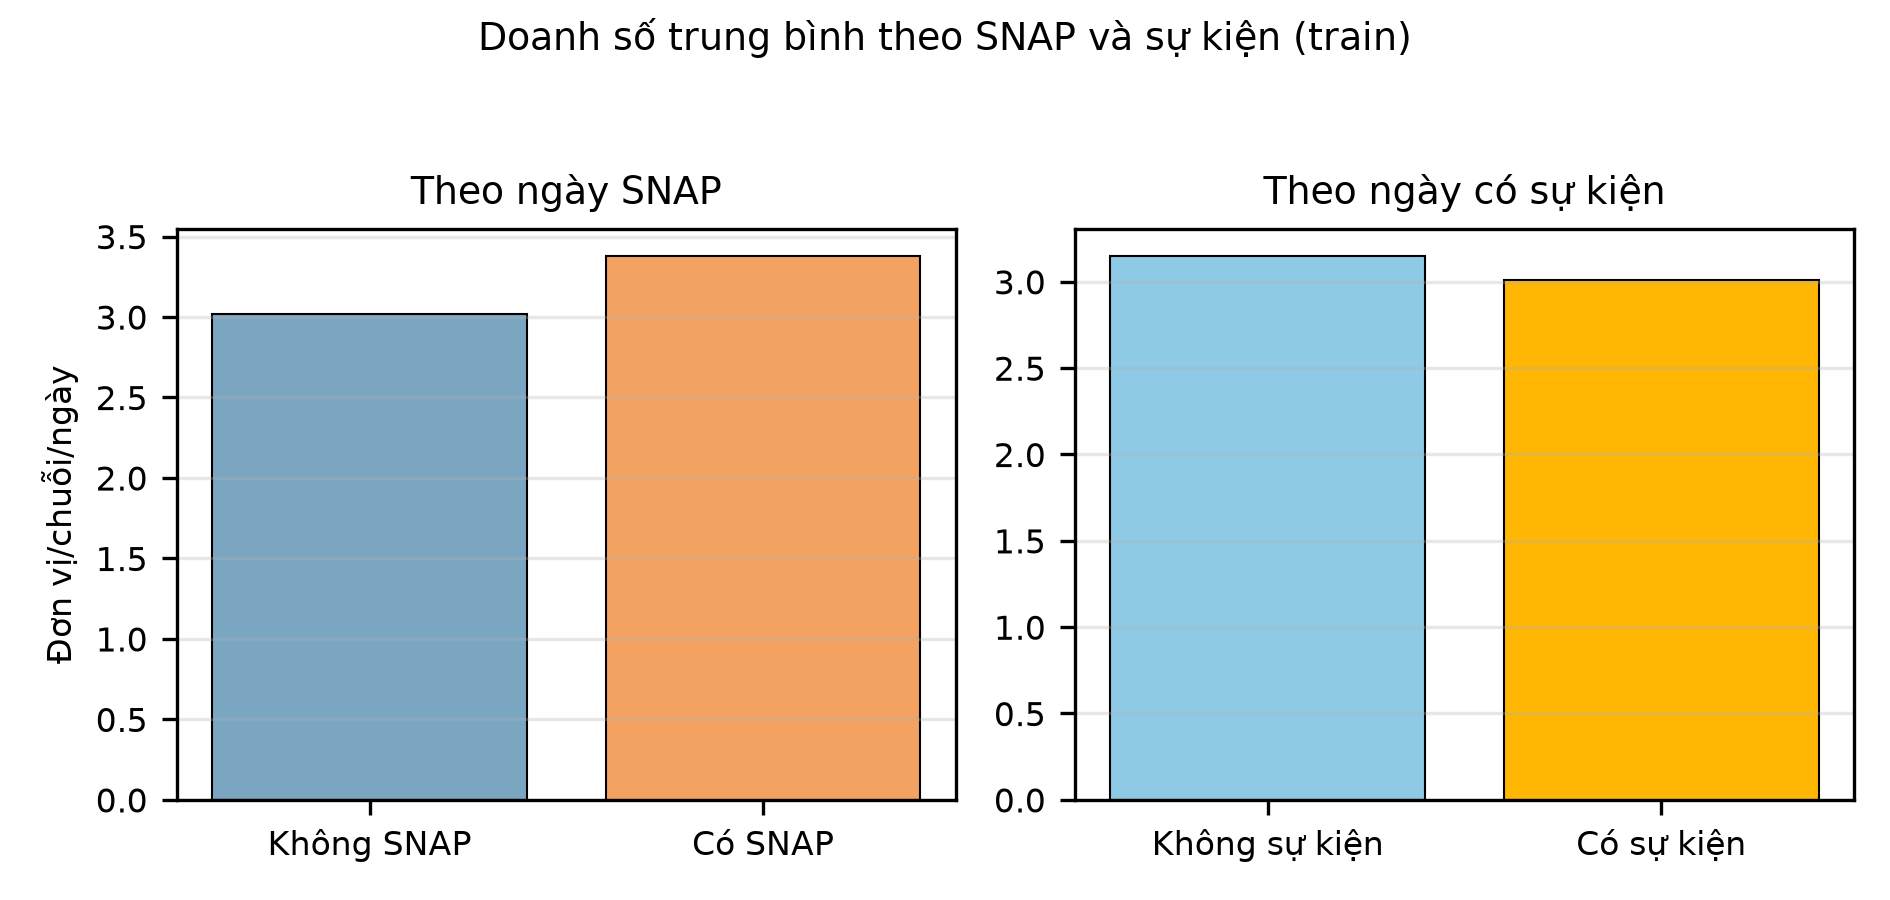 Doanh số trung bình theo SNAP và sự kiện (train)
Theo ngày SNAP
Đơn vị/chuỗi/ngày
3.5
3.0
2.5
2.0
1.5
1.0
0.5
0.0
Không SNAP
Có SNAP
Theo ngày có sự kiện
3.0
2.5
2.0
1.5
1.0
0.5
0.0
Không sự kiện
Có sự kiện